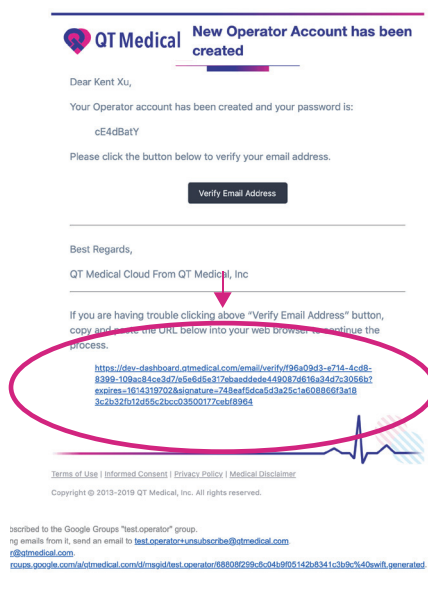 QT Medical
New Operator Account has been
created
Dear Kent Xu,
Your Operator account has been created and your password is:
cE4dBatY
Please click the button below to verify your email address.
Verify Email Address
Best Regards,
QT Medical Cloud From QT Medical, Inc
If you are having trouble clicking above "Verify Email Address" button,
copy and paste the URL below into your web browser to continue the
process.
https://dev-dashboard.qtmedical.com/email/verify/f96a09d3-e714-4cd8-
8399-109ac84ce3d7/e5e6d5e317ebaeddede449087d616a34d7c3056b?
expires=1614319702&signature=748eaf5dca5d3a25c1a608866f3a18
3c2b32fb12d55c2bcc03500177cebf8964
Terms of Use | Informed Consent | Privacy Policy | Medical Disclaimer
Copyright © 2013-2019 QT Medical, Inc. All rights reserved.
bscribed to the Google Groups "test.operator" group.
ng emails from it, send an email to test.operator+unsubscribe@qtmedical.com.
r@qtmedical.com.
roups.google.com/a/qtmedical.com/d/msgid/test.operator/68808f299c6c04b9f05142b8341c3b9c%40swift.generated.